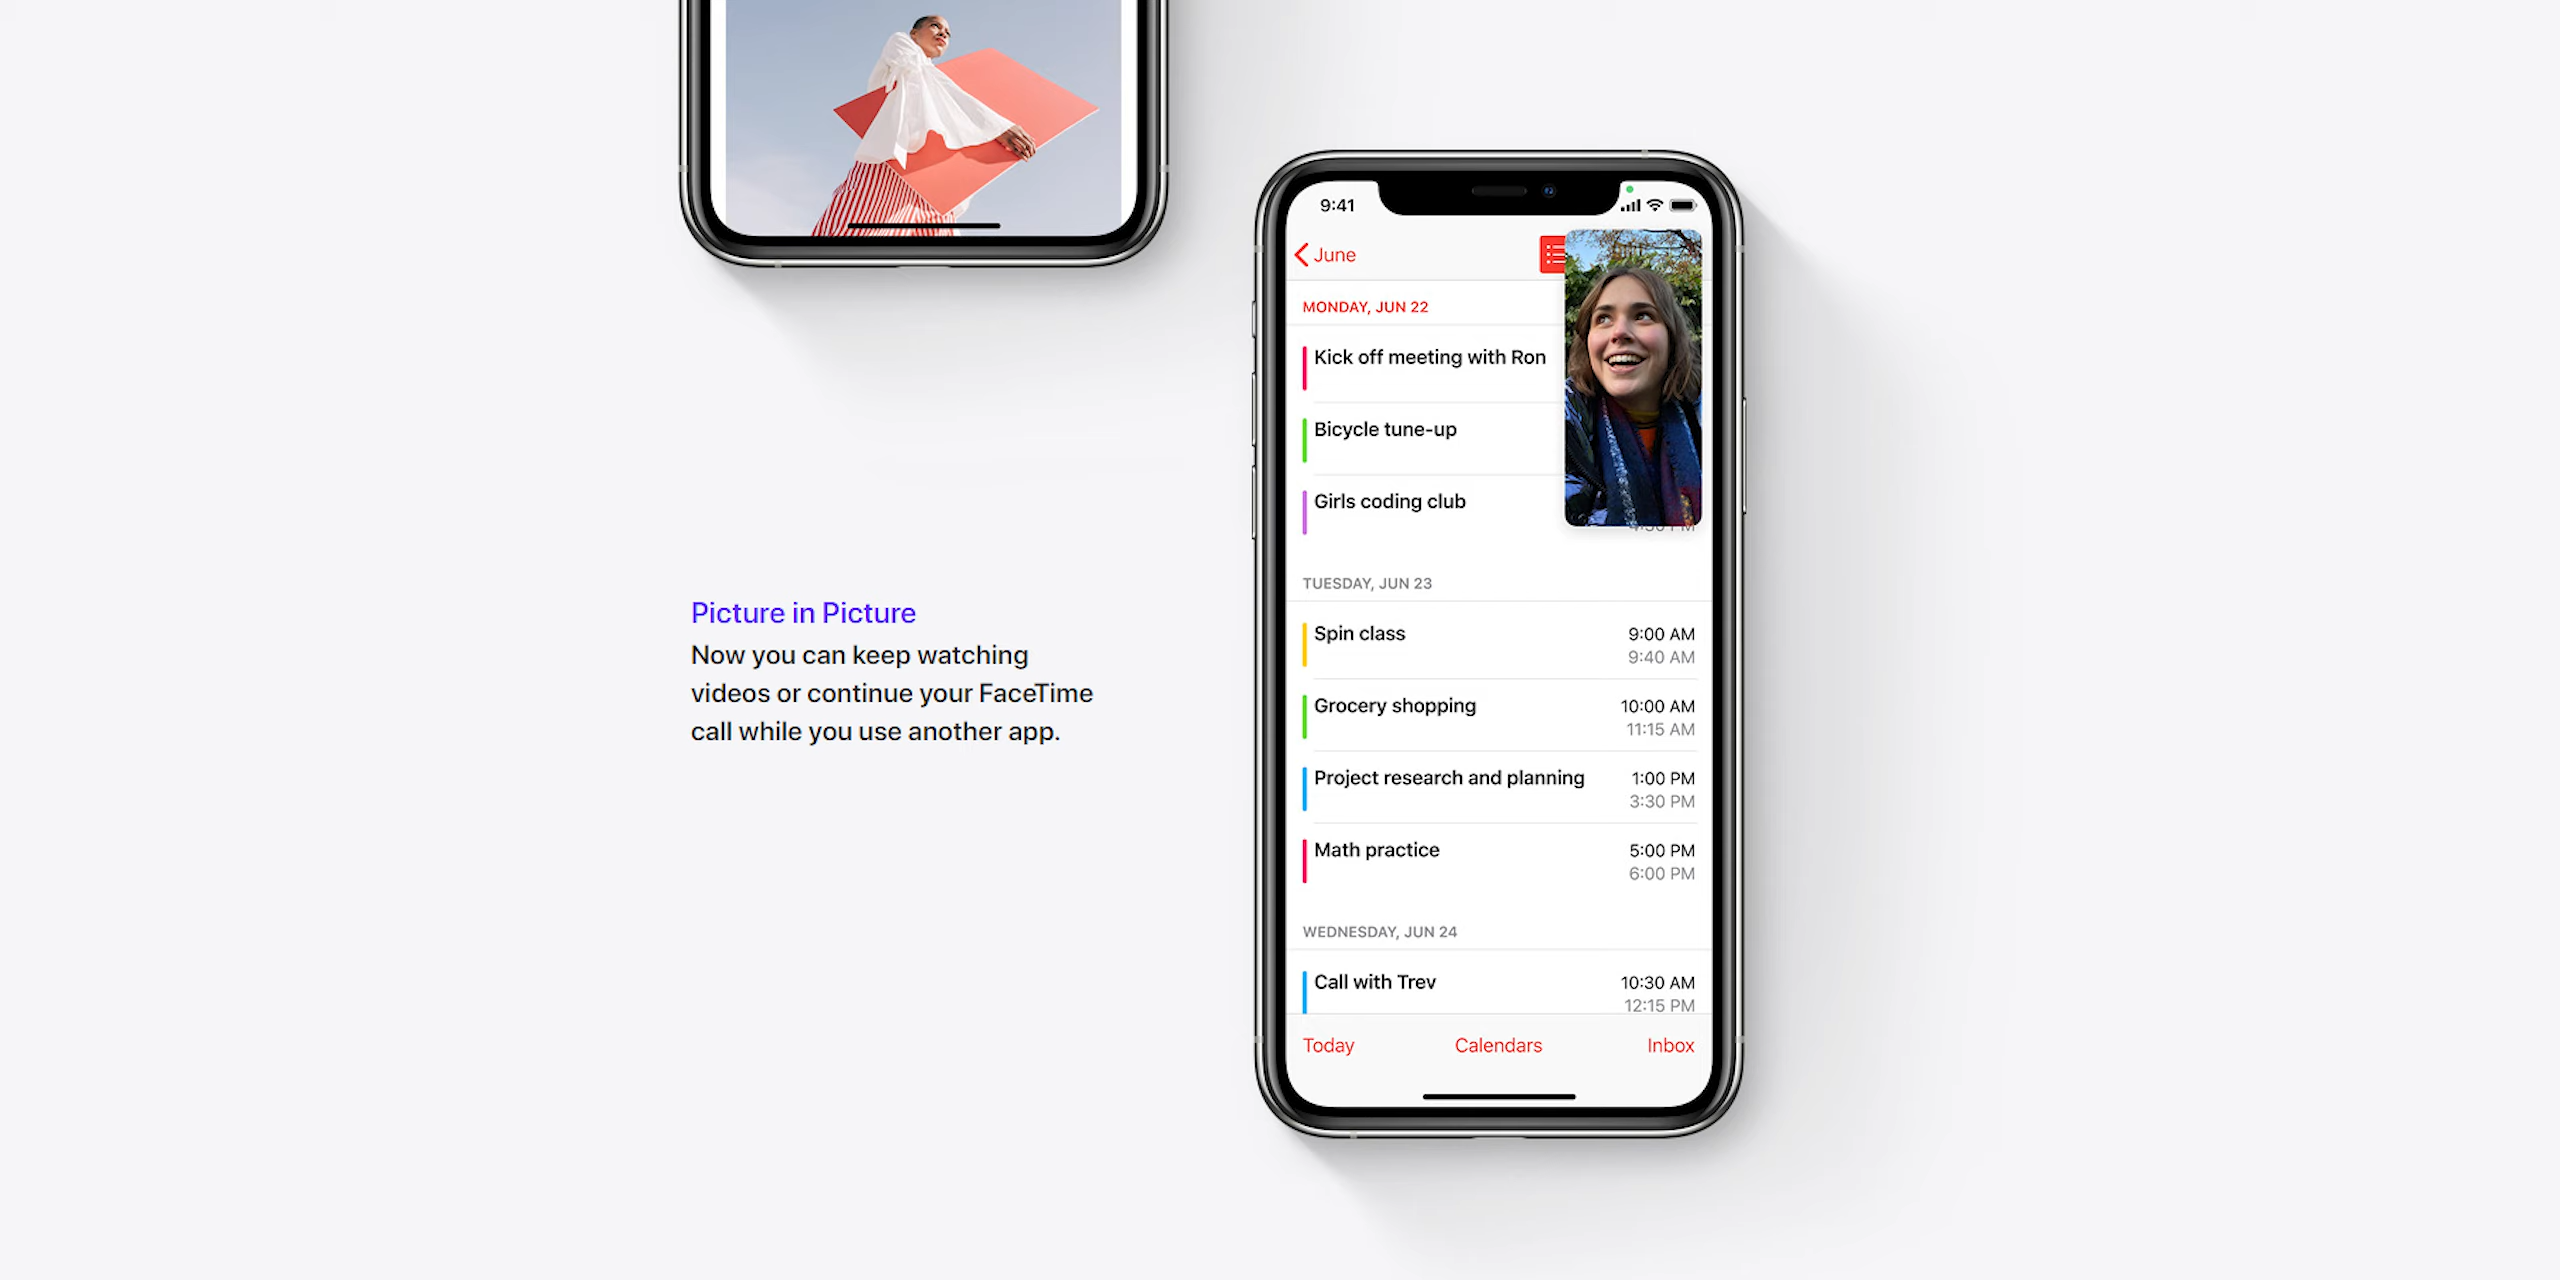 Picture in Picture
Now you can keep watching
videos or continue your FaceTime
call while you use another app.
9:41
June
MONDAY, JUN 22
Kick off meeting with Ron
Bicycle tune-up
Girls coding club
TUESDAY, JUN 23
Spin class 9:00 AM
9:40 AM
Grocery shopping 10:00 AM
11:15 AM
Project research and planning 1:00 PM
3:30 PM
Math practice 5:00 PM
6:00 PM
WEDNESDAY, JUN 24
Call with Trev 10:30 AM
12:15 PM
Today Calendars Inbox